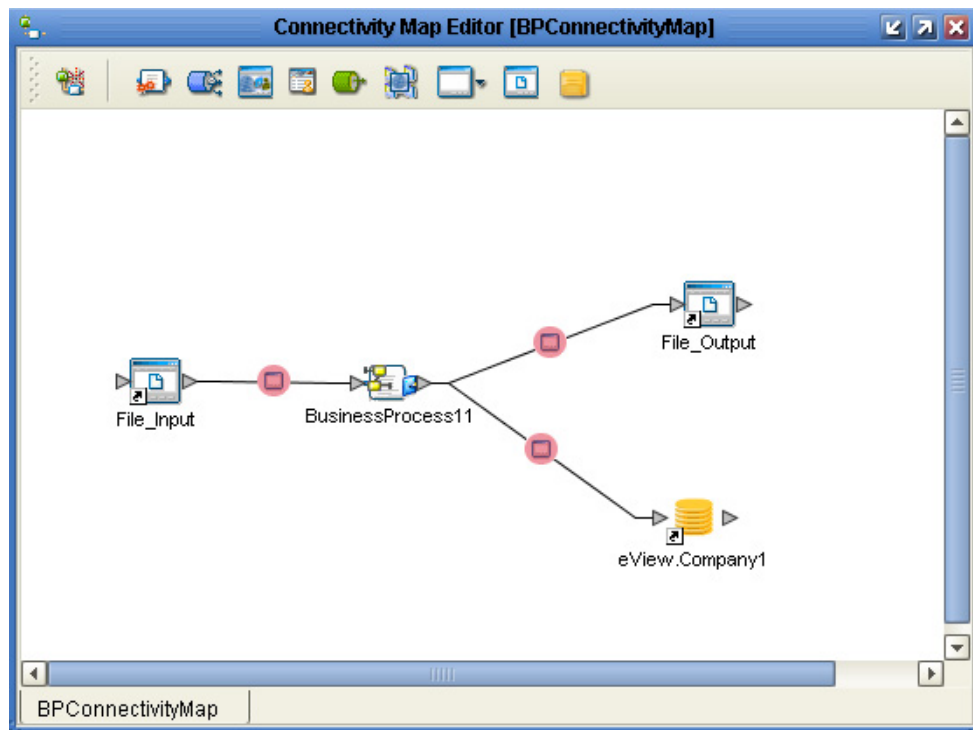 Connectivity Map Editor [BPConnectivityMap]
File_Output
File_Input
BusinessProcess11
eView.Company1
BPConnectivityMap